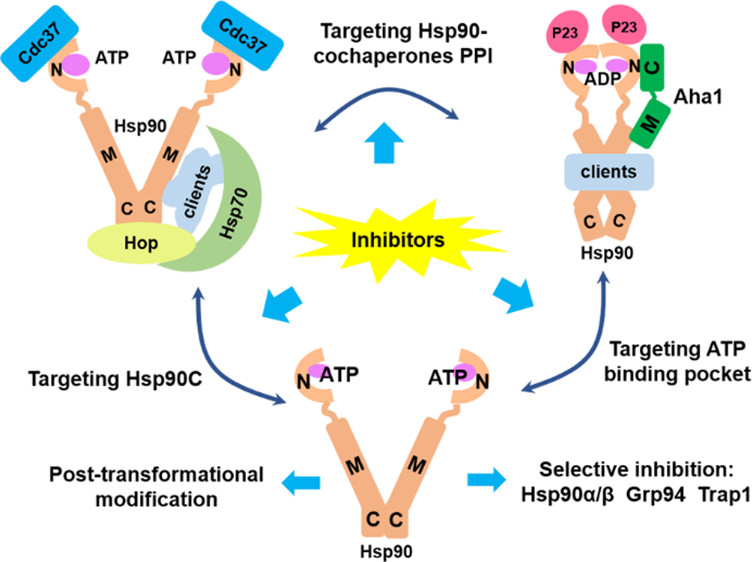 Cdc37
ATP
ATP
Cdc37
N
N
Hsp90
M
M
clients
Hsp70
C
C
Hop
Targeting Hsp90-
cochaperones PPI
P23
P23
N
ADP
N
C
M
Aha1
clients
C
C
Hsp90
Inhibitors
Targeting Hsp90C
Targeting ATP
binding pocket
N
ATP
ATP
N
M
M
C
C
Hsp90
Post-transformational
modification
Selective inhibition:
Hsp90α/β Grp94 Trap1